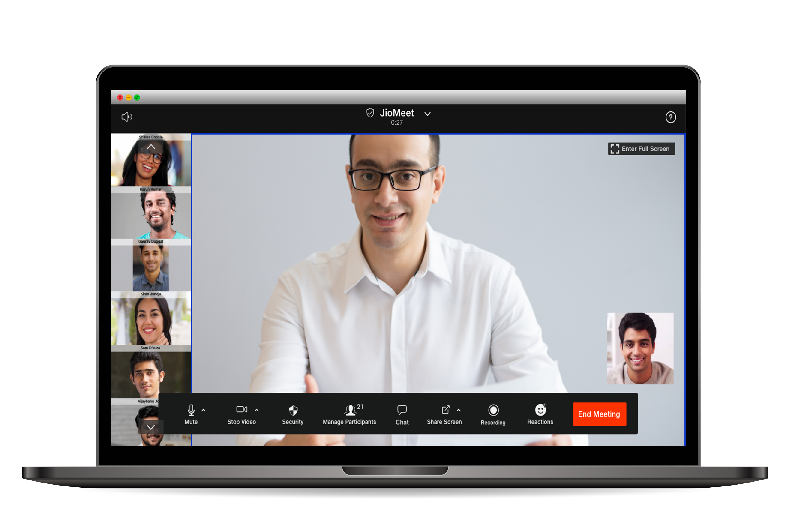 JioMeet
0:27
Enter Full Screen
21
Mute
Stop Video
Security
Manage Participants
Chat
Share Screen
Recording
Reactions
End Meeting